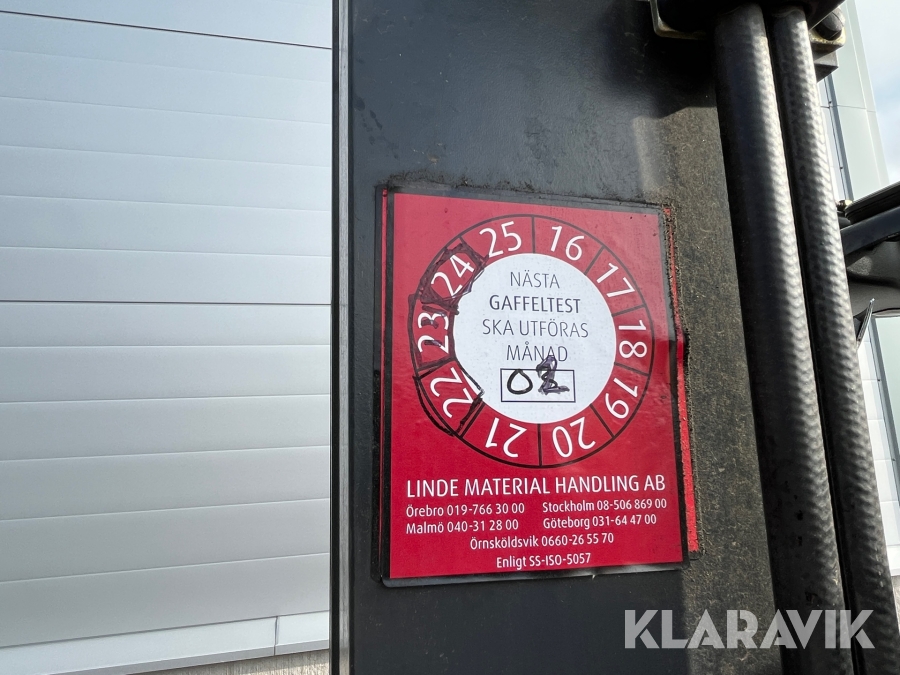 25 16
24 17
23 18
22 19
21 20
NÄSTA
GAFFELTEST
SKA UTFÖRAS
MÅNAD
LINDE MATERIAL HANDLING AB
Örebro 019-766 30 00 Stockholm 08-506 869 00
Malmö 040-31 28 00 Göteborg 031-64 47 00
Örnsköldsvik 0660-26 55 70
Enligt SS-ISO-5057
KLARAVIK